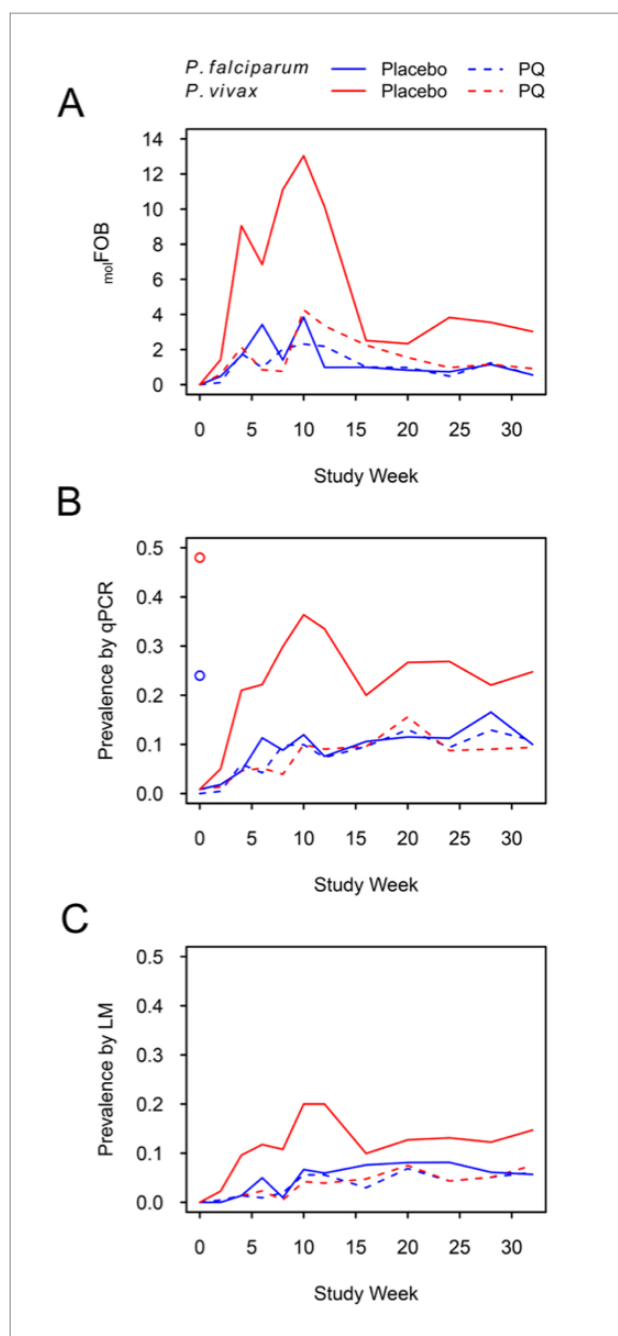 P. falciparum Placebo PQ
P. vivax Placebo PQ
A
14
12
10
8
6
4
2
0
molFOB
0 5 10 15 20 25 30
Study Week
B
0.5
0.4
0.3
0.2
0.1
0.0
Prevalence by qPCR
0 5 10 15 20 25 30
Study Week
C
0.5
0.4
0.3
0.2
0.1
0.0
Prevalence by LM
0 5 10 15 20 25 30
Study Week